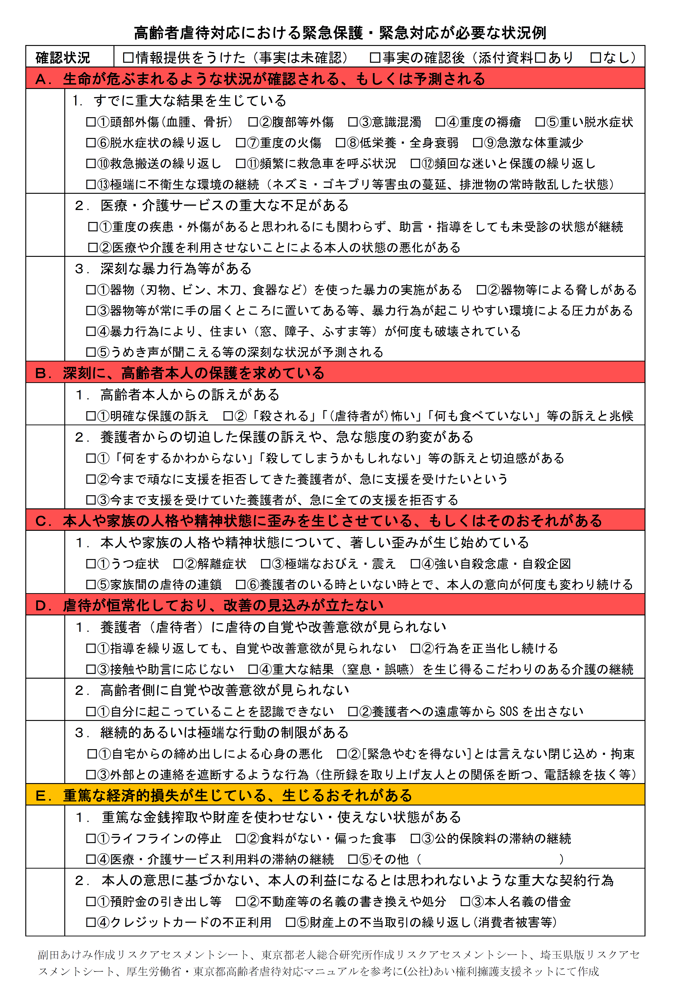 高齢者虐待対応における緊急保護・緊急対応が必要な状況例
確認状況 □情報提供をうけた（事実は未確認） □事実の確認後（添付資料□あり □なし）
Ａ．生命が危ぶまれるような状況が確認される、もしくは予測される
1. すでに重大な結果を生じている
□①頭部外傷(血腫、骨折) □②腹部等外傷 □③意識混濁 □④重度の褥瘡 □⑤重い脱水症状
□⑥脱水症状の繰り返し □⑦重度の火傷 □⑧低栄養・全身衰弱 □⑨急激な体重減少
□⑩救急搬送の繰り返し □⑪頻繁に救急車を呼ぶ状況 □⑫頻回な迷いと保護の繰り返し
□⑬極端に不衛生な環境の継続（ネズミ・ゴキブリ等害虫の蔓延、排泄物の常時散乱した状態）
２．医療・介護サービスの重大な不足がある
□①重度の疾患・外傷があると思われるにも関わらず、助言・指導をしても未受診の状態が継続
□②医療や介護を利用させないことによる本人の状態の悪化がある
３．深刻な暴力行為等がある
□①器物（刃物、ビン、木刀、食器など）を使った暴力の実施がある □②器物等による脅しがある
□③器物等が常に手の届くところに置いてある等、暴力行為が起こりやすい環境による圧力がある
□④暴力行為により、住まい（窓、障子、ふすま等）が何度も破壊されている
□⑤うめき声が聞こえる等の深刻な状況が予測される
Ｂ．深刻に、高齢者本人の保護を求めている
１．高齢者本人からの訴えがある
□①明確な保護の訴え □②「殺される」「(虐待者が)怖い」「何も食べていない」等の訴えと兆候
２．養護者からの切迫した保護の訴えや、急な態度の豹変がある
□①「何をするかわからない」「殺してしまうかもしれない」等の訴えと切迫感がある
□②今まで頑なに支援を拒否してきた養護者が、急に支援を受けたいという
□③今まで支援を受けていた養護者が、急に全ての支援を拒否する
Ｃ．本人や家族の人格や精神状態に歪みを生じさせている、もしくはそのおそれがある
１．本人や家族の人格や精神状態について、著しい歪みが生じ始めている
□①うつ症状 □②解離症状 □③極端なおびえ・震え □④強い自殺念慮・自殺企図
□⑤家族間の虐待の連鎖 □⑥養護者のいる時といない時とで、本人の意向が何度も変わり続ける
Ｄ．虐待が恒常化しており、改善の見込みが立たない
１．養護者（虐待者）に虐待の自覚や改善意欲が見られない
□①指導を繰り返しても、自覚や改善意欲が見られない □②行為を正当化し続ける
□③接触や助言に応じない □④重大な結果（窒息・誤嚥）を生じ得るこだわりのある介護の継続
２．高齢者側に自覚や改善意欲が見られない
□①自分に起こっていることを認識できない □②養護者への遠慮等から SOS を出さない
３．継続的あるいは極端な行動の制限がある
□①自宅からの締め出しによる心身の悪化 □②[緊急やむを得ない]とは言えない閉じ込め・拘束
□③外部との連絡を遮断するような行為（住所録を取り上げ友人との関係を断つ、電話線を抜く等）
Ｅ．重篤な経済的損失が生じている、生じるおそれがある
１．重篤な金銭搾取や財産を使わせない・使えない状態がある
□①ライフラインの停止 □②食料がない・偏った食事 □③公的保険料の滞納の継続
□④医療・介護サービス利用料の滞納の継続 □⑤その他（ ）
２．本人の意思に基づかない、本人の利益になるとは思われないような重大な契約行為
□①預貯金の引き出し等 □②不動産等の名義の書き換えや処分 □③本人名義の借金
□④クレジットカードの不正利用 □⑤財産上の不当取引の繰り返し(消費者被害等)
副田あけみ作成リスクアセスメントシート、東京都老人総合研究所作成リスクアセスメントシート、埼玉県版リスクアセ
スメントシート、厚生労働省・東京都高齢者虐待対応マニュアルを参考に(公社)あい権利擁護支援ネットにて作成